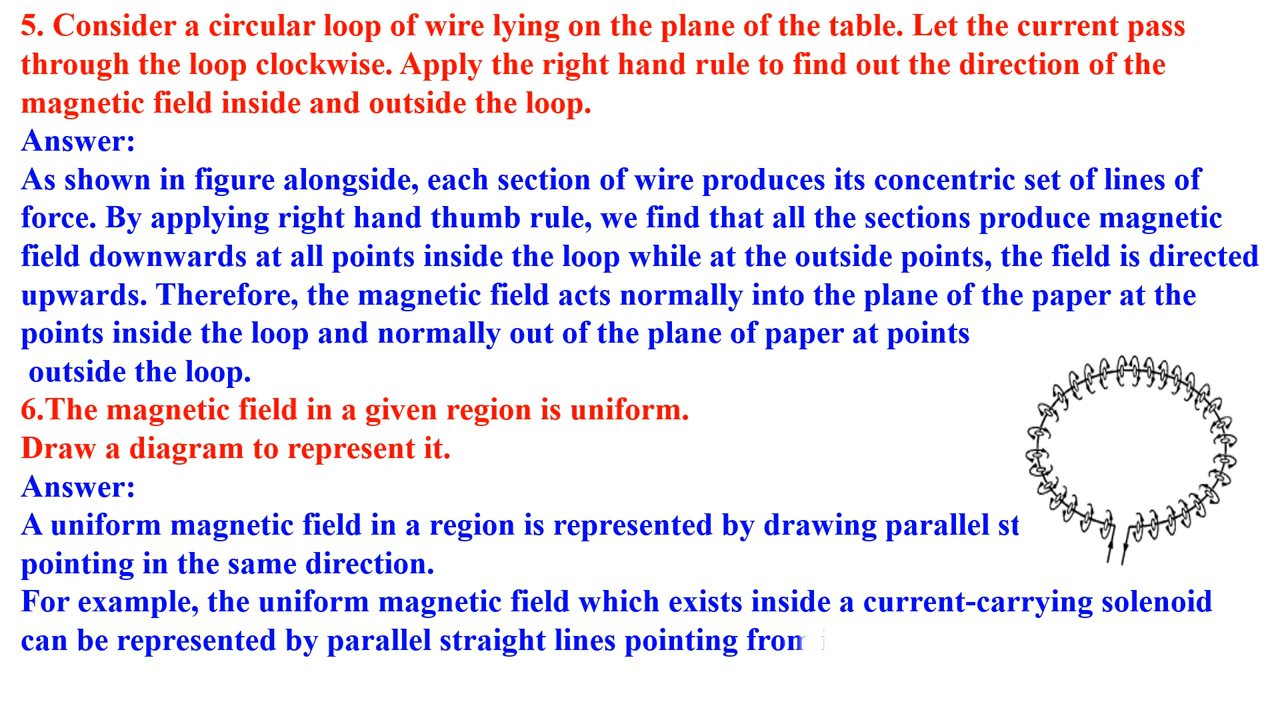 5. Consider a circular loop of wire lying on the plane of the table. Let the current pass
through the loop clockwise. Apply the right hand rule to find out the direction of the
magnetic field inside and outside the loop.
Answer:
As shown in figure alongside, each section of wire produces its concentric set of lines of
force. By applying right hand thumb rule, we find that all the sections produce magnetic
field downwards at all points inside the loop while at the outside points, the field is directed
upwards. Therefore, the magnetic field acts normally into the plane of the paper at the
points inside the loop and normally out of the plane of paper at points
outside the loop.
6.The magnetic field in a given region is uniform.
Draw a diagram to represent it.
Answer:
A uniform magnetic field in a region is represented by drawing parallel st
pointing in the same direction.
For example, the uniform magnetic field which exists inside a current-carrying solenoid
can be represented by parallel straight lines pointing from